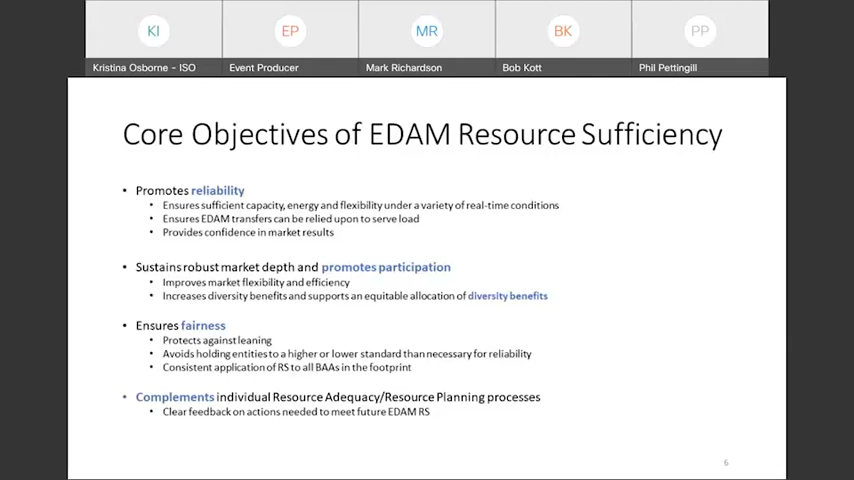 KI
EP
MR
BK
PP
Kristina Osborne - ISO
Event Producer
Mark Richardson
Bob Kott
Phil Pettingill
Core Objectives of EDAM Resource Sufficiency
• Promotes reliability
• Ensures sufficient capacity, energy and flexibility under a variety of real-time conditions
• Ensures EDAM transfers can be relied upon to serve load
• Provides confidence in market results
• Sustains robust market depth and promotes participation
• Improves market flexibility and efficiency
• Increases diversity benefits and supports an equitable allocation of diversity benefits
• Ensures fairness
• Protects against leaning
• Avoids holding entities to a higher or lower standard than necessary for reliability
• Consistent application of RS to all BAAs in the footprint
• Complements individual Resource Adequacy/Resource Planning processes
• Clear feedback on actions needed to meet future EDAM RS
6